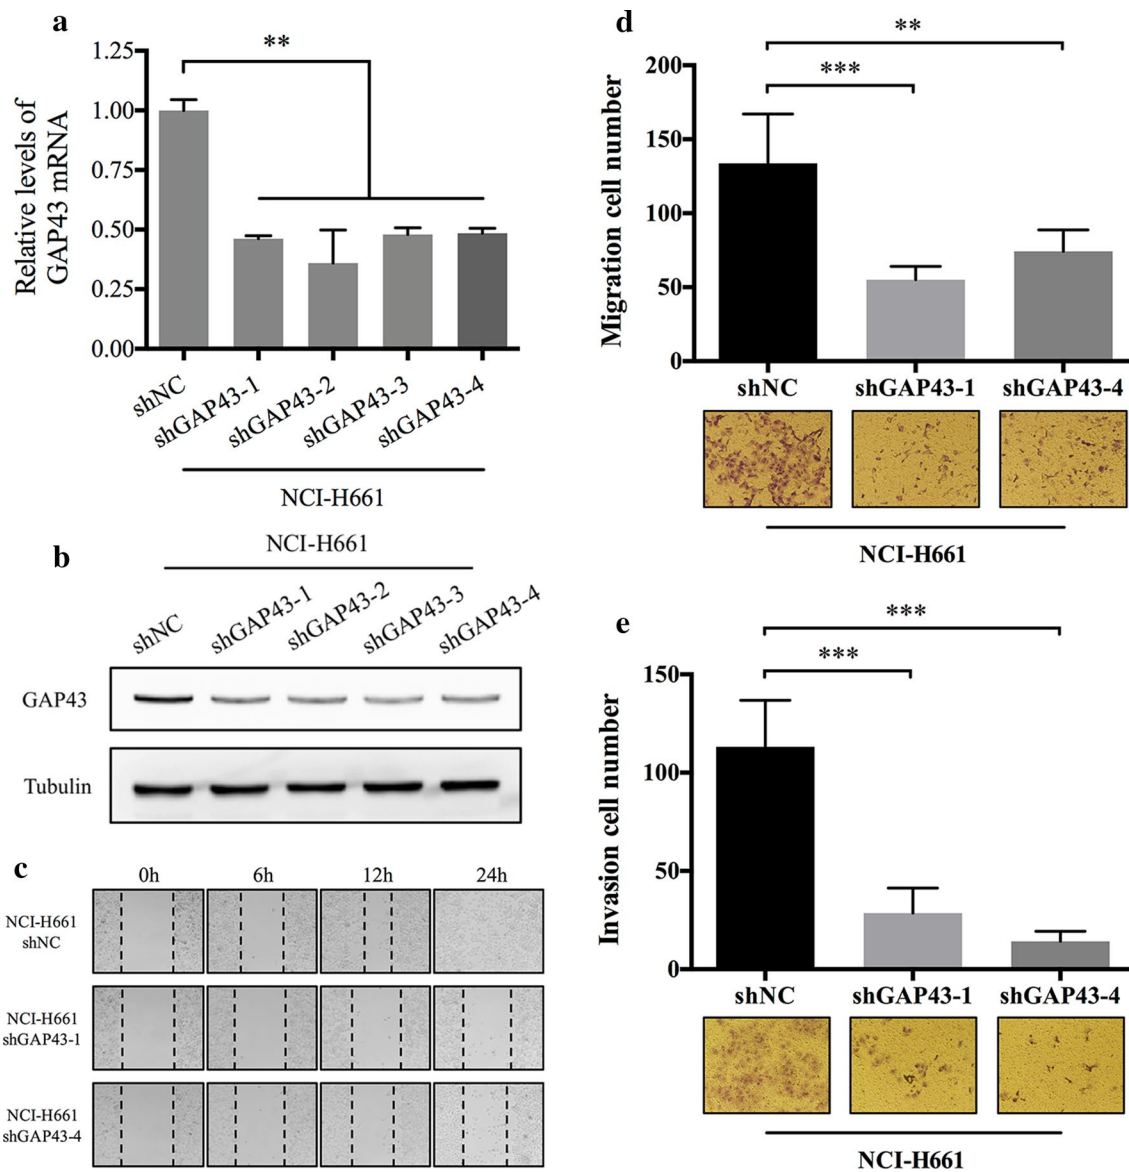 a
**
1.25
1.00
0.75
0.50
0.25
0.00
Relative levels of
GAP43 mRNA
shNC
shGAP43-1
shGAP43-2
shGAP43-3
shGAP43-4
NCI-H661
b
NCI-H661
shNC
shGAP43-1
shGAP43-2
shGAP43-3
shGAP43-4
GAP43
Tubulin
c
0h
6h
12h
24h
NCI-H661
shNC
NCI-H661
shGAP43-1
NCI-H661
shGAP43-4
d
**
***
200
150
100
50
0
Migration cell number
shNC
shGAP43-1
shGAP43-4
NCI-H661
e
***
***
150
100
50
0
Invasion cell number
shNC
shGAP43-1
shGAP43-4
NCI-H661